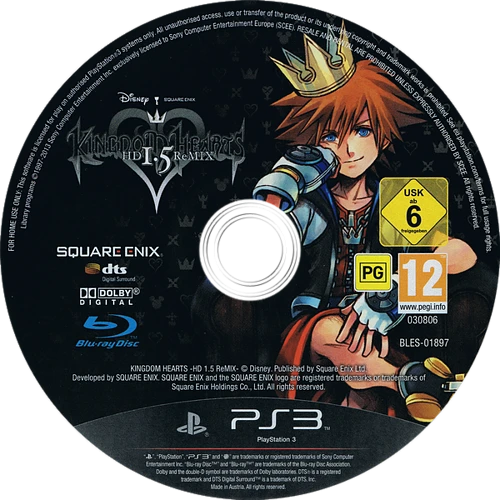 FOR HOME USE ONLY: This software is licensed for play on authorised PlayStation®3 systems only. All unauthorised access, use or transfer of the product or its underlying copyright and trademark works is prohibited. See eu.playstation.com/terms for full usage rights.
Library programs ©1997-2013 Sony Computer Entertainment Inc. exclusively licensed to Sony Computer Entertainment Europe (SCEE). RESALE AND RENTAL ARE PROHIBITED UNLESS EXPRESSLY AUTHORISED BY SCEE. All rights reserved.
Disney SQUARE ENIX
KINGDOM HEARTS
HD 1.5 ReMIX
USK
ab
6
freigegeben
SQUARE ENIX
dts
Digital Surround
DOLBY
DIGITAL
PG
12
www.pegi.info
030806
Blu-ray Disc
BLES-01897
KINGDOM HEARTS -HD 1.5 ReMIX- © Disney. Published by Square Enix Ltd.
Developed by SQUARE ENIX. SQUARE ENIX and the SQUARE ENIX logo are registered trademarks or trademarks of
Square Enix Holdings Co., Ltd. All rights reserved.
PS3™
PlayStation 3
", "PlayStation", "PS3" and " " are trademarks or registered trademarks of Sony Computer
Entertainment Inc. "Blu-ray Disc™" and "Blu-ray™" are trademarks of the Blu-ray Disc Association.
Dolby and the double-D symbol are trademarks of Dolby laboratories. DTS® is a registered
trademark and DTS Digital Surround is a trademark of DTS, Inc.
Made in Austria. All rights reserved.